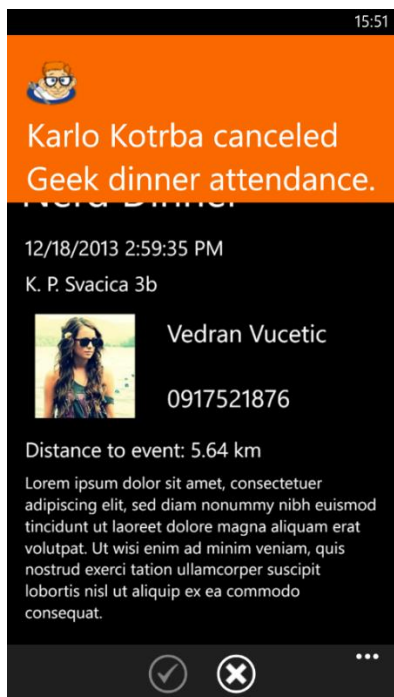 15:51
Karlo Kotrba canceled
Geek dinner attendance.
Nerd Dinner
12/18/2013 2:59:35 PM
K. P. Svacica 3b
Vedran Vucetic
0917521876
Distance to event: 5.64 km
Lorem ipsum dolor sit amet, consectetuer
adipiscing elit, sed diam nonummy nibh euismod
tincidunt ut laoreet dolore magna aliquam erat
volutpat. Ut wisi enim ad minim veniam, quis
nostrud exerci tation ullamcorper suscipit
lobortis nisl ut aliquip ex ea commodo
consequat.